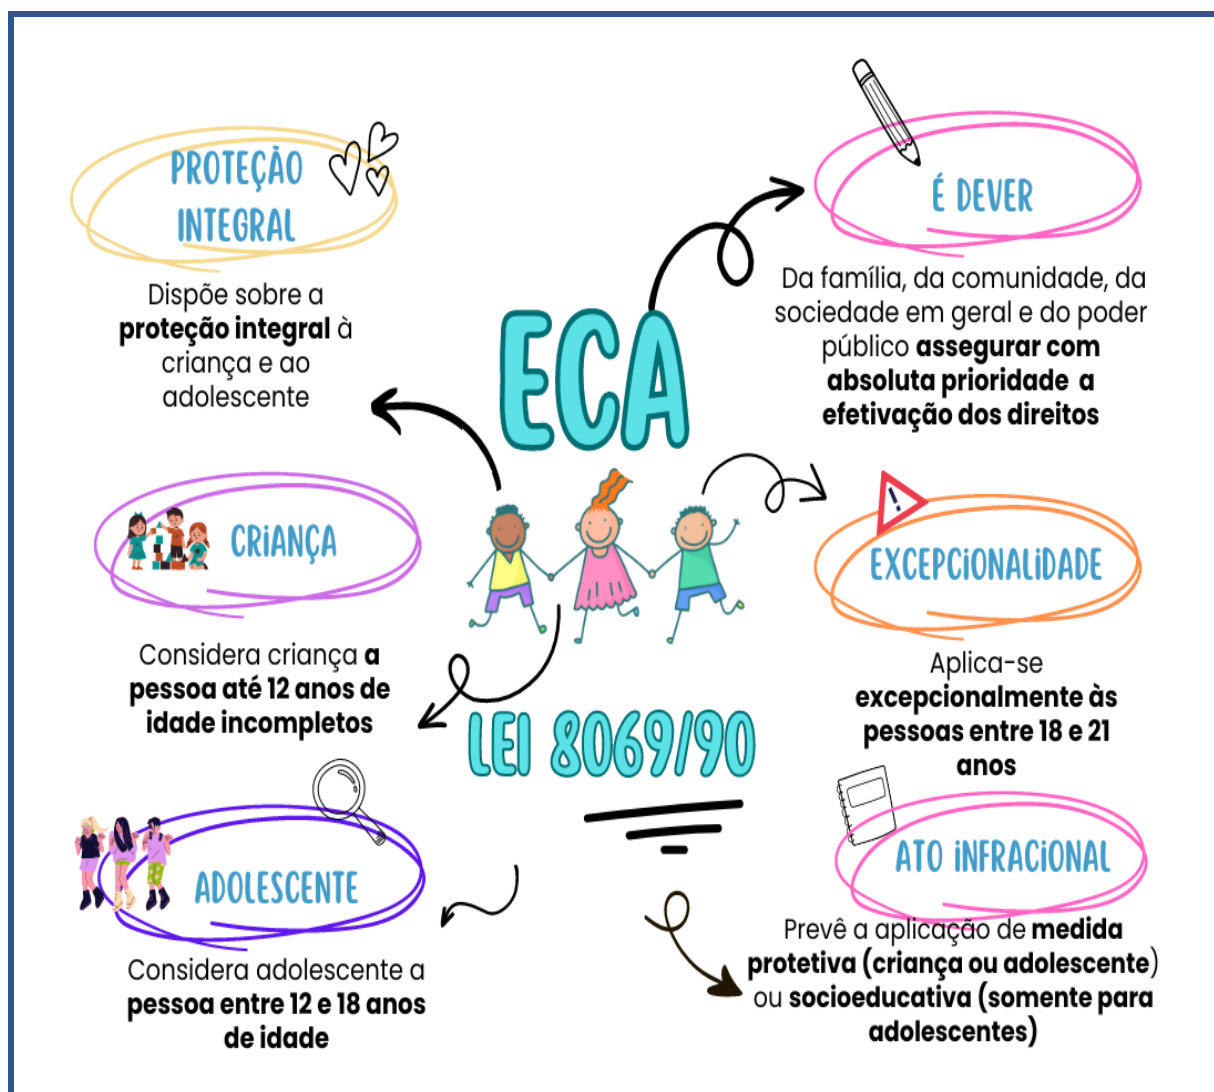 PROTEÇÃO
INTEGRAL
Dispõe sobre a
proteção integral à
criança e ao
adolescente
CRIANÇA
Considera criança a
pessoa até 12 anos de
idade incompletos
ADOLESCENTE
Considera adolescente a
pessoa entre 12 e 18 anos
de idade
ECA
LEI 8069/90
É DEVER
Da família, da comunidade, da
sociedade em geral e do poder
público assegurar com
absoluta prioridade a
efetivação dos direitos
!
EXCEPCIONALIDADE
Aplica-se
excepcionalmente às
pessoas entre 18 e 21
anos
ATO INFRACIONAL
Prevê a aplicação de medida
protetiva (criança ou adolescente)
ou socioeducativa (somente para
adolescentes)